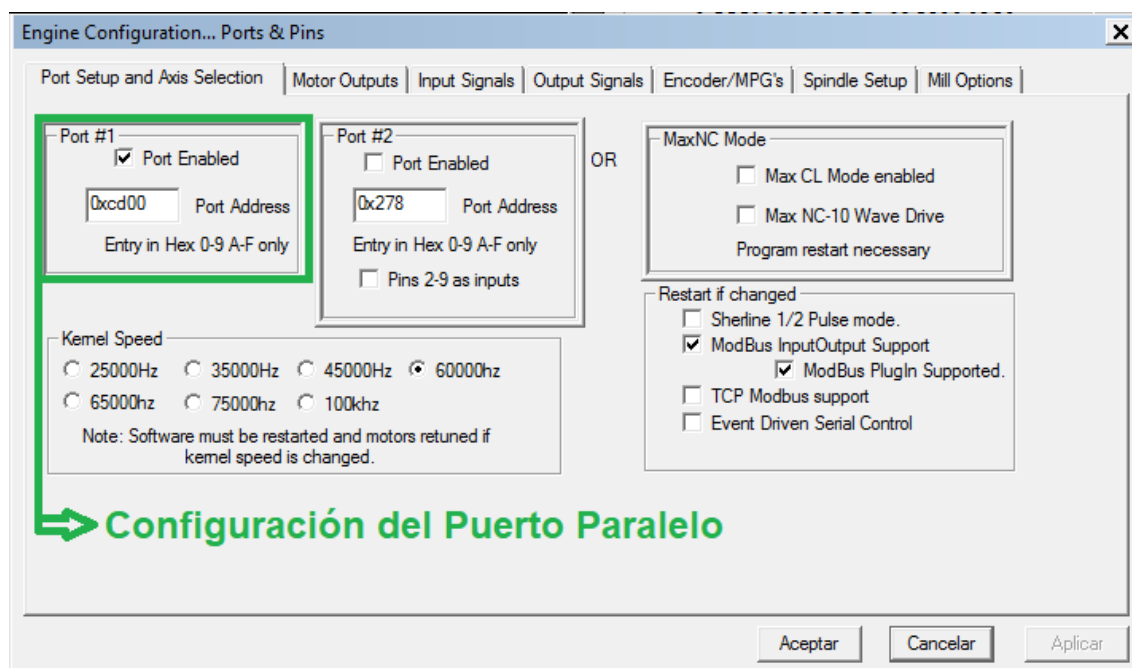 Engine Configuration... Ports & Pins
Port Setup and Axis Selection Motor Outputs Input Signals Output Signals Encoder/MPG's Spindle Setup Mill Options
Port #1
Port Enabled
0xcd00 Port Address
Entry in Hex 0-9 A-F only
Port #2
Port Enabled
0x278 Port Address
Entry in Hex 0-9 A-F only
Pins 2-9 as inputs
OR
MaxNC Mode
Max CL Mode enabled
Max NC-10 Wave Drive
Program restart necessary
Restart if changed
Sherline 1/2 Pulse mode.
ModBus InputOutput Support
ModBus PlugIn Supported.
TCP Modbus support
Event Driven Serial Control
Kernel Speed
25000Hz 35000Hz 45000Hz 60000hz
65000hz 75000hz 100khz
Note: Software must be restarted and motors retuned if
kernel speed is changed.
Configuración del Puerto Paralelo
Aceptar Cancelar Aplicar